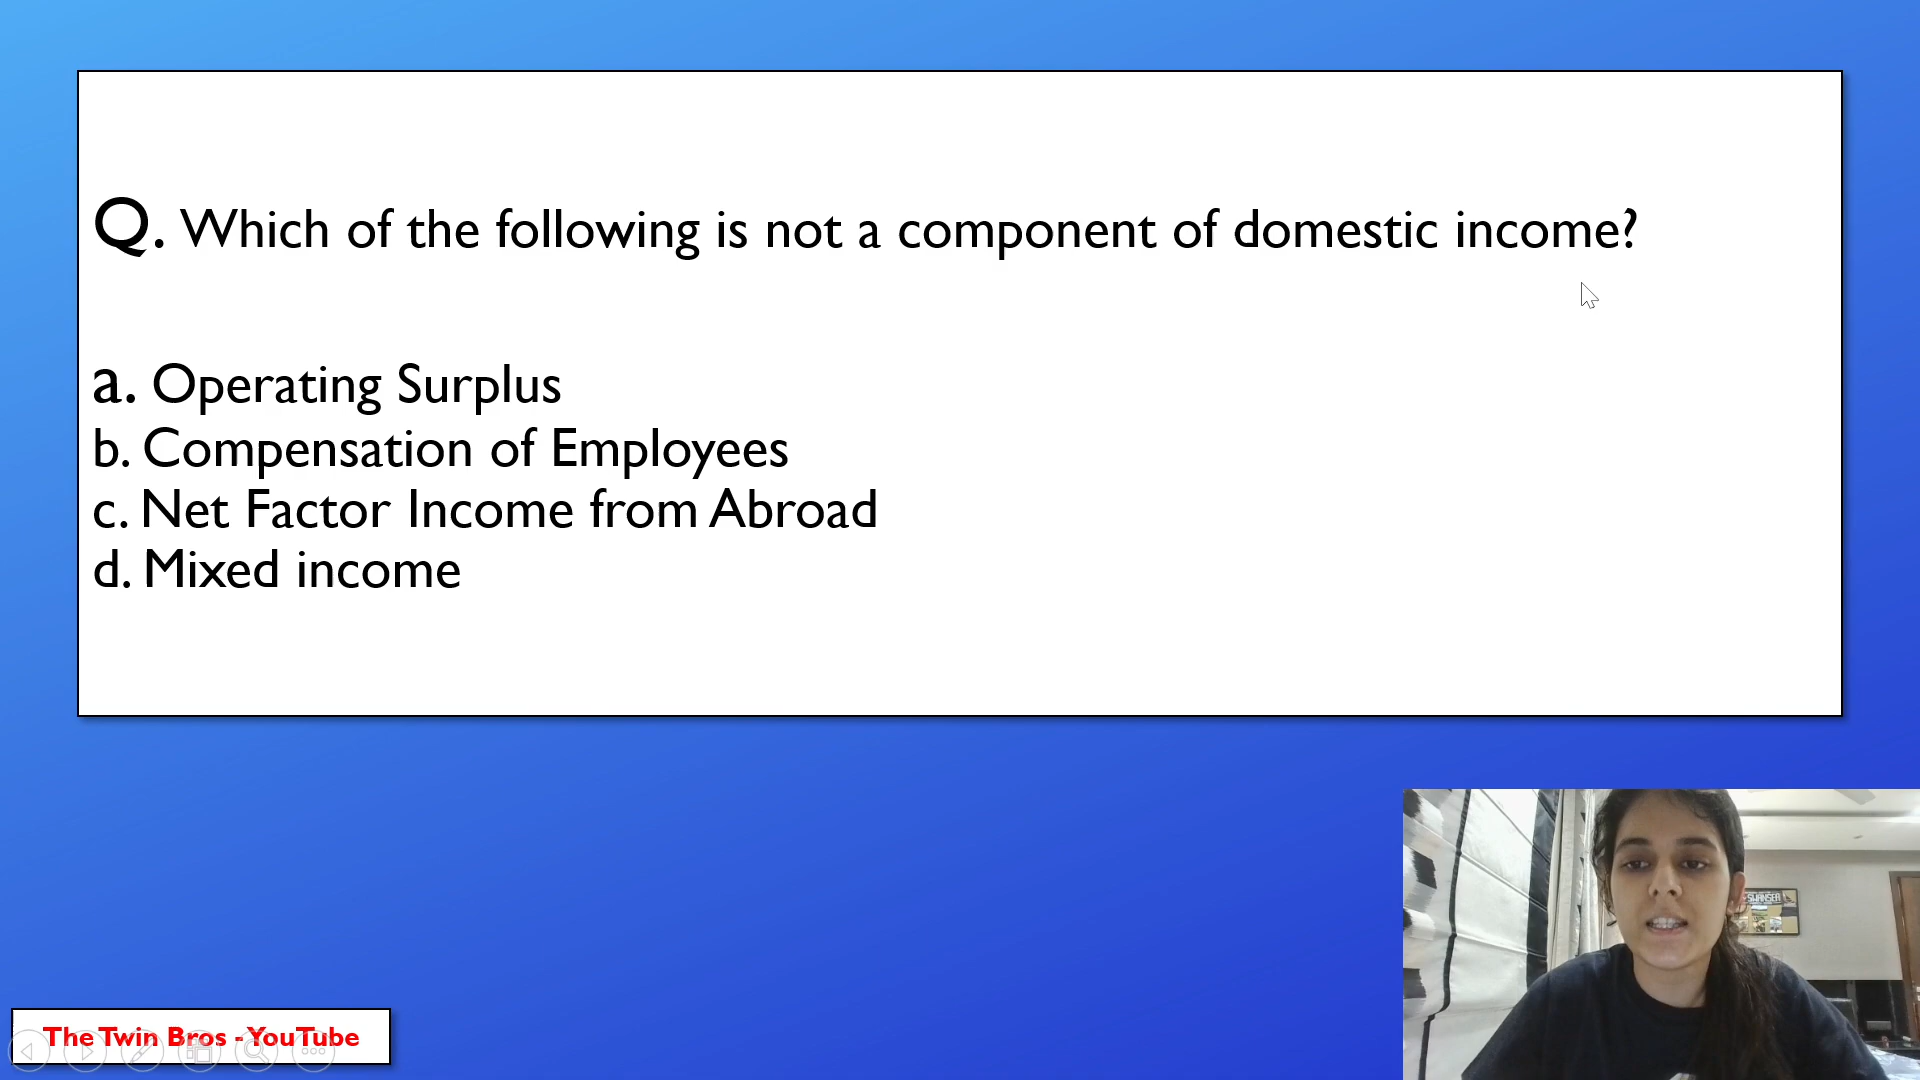 Q. Which of the following is not a component of domestic income?
a. Operating Surplus
b. Compensation of Employees
c. Net Factor Income from Abroad
d. Mixed income
SWANSEA
The Twin Bros - YouTube